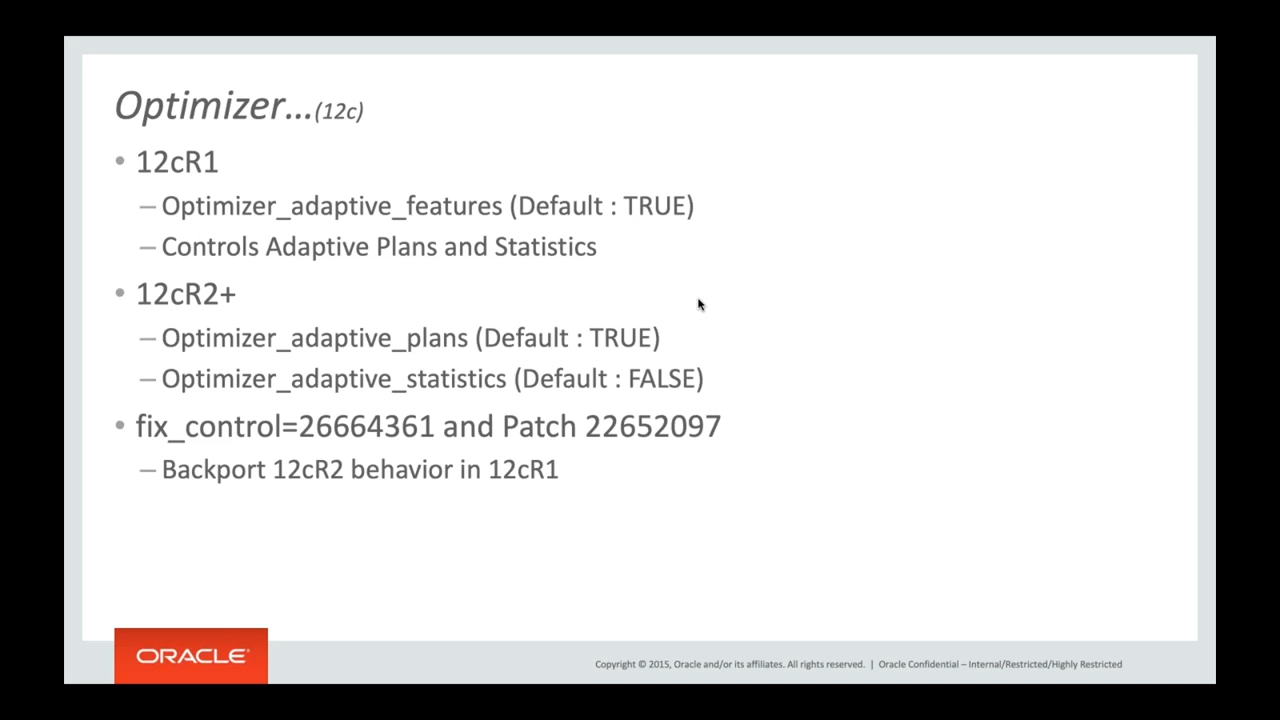 Optimizer...(12c)
• 12cR1
– Optimizer_adaptive_features (Default : TRUE)
– Controls Adaptive Plans and Statistics
• 12cR2+
– Optimizer_adaptive_plans (Default : TRUE)
– Optimizer_adaptive_statistics (Default : FALSE)
• fix_control=26664361 and Patch 22652097
– Backport 12cR2 behavior in 12cR1
ORACLE®
Copyright © 2015, Oracle and/or its affiliates. All rights reserved. | Oracle Confidential – Internal/Restricted/Highly Restricted